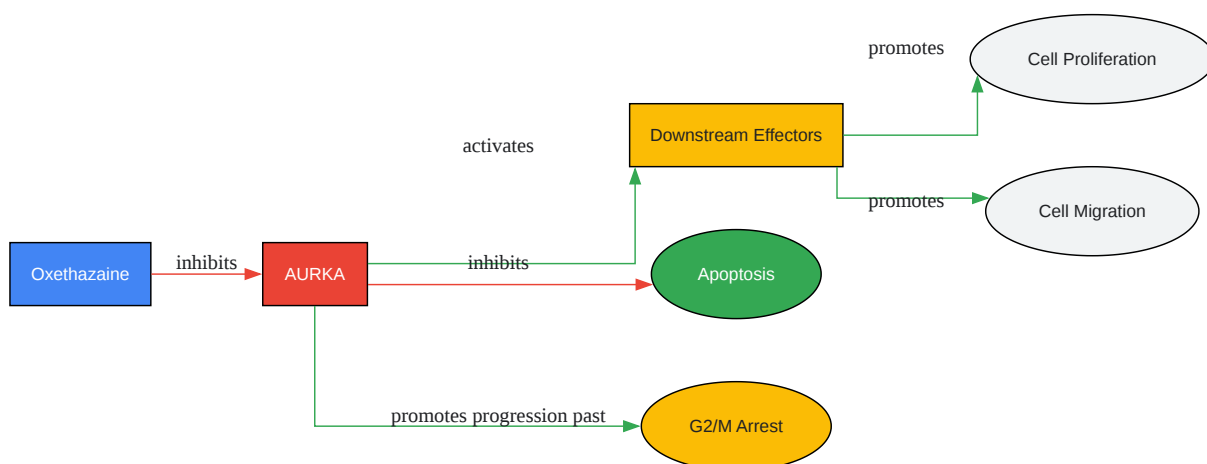 promotes
Cell Proliferation
Downstream Effectors
activates
promotes
Cell Migration
Oxethazaine
inhibits
AURKA
inhibits
Apoptosis
promotes progression past
G2/M Arrest